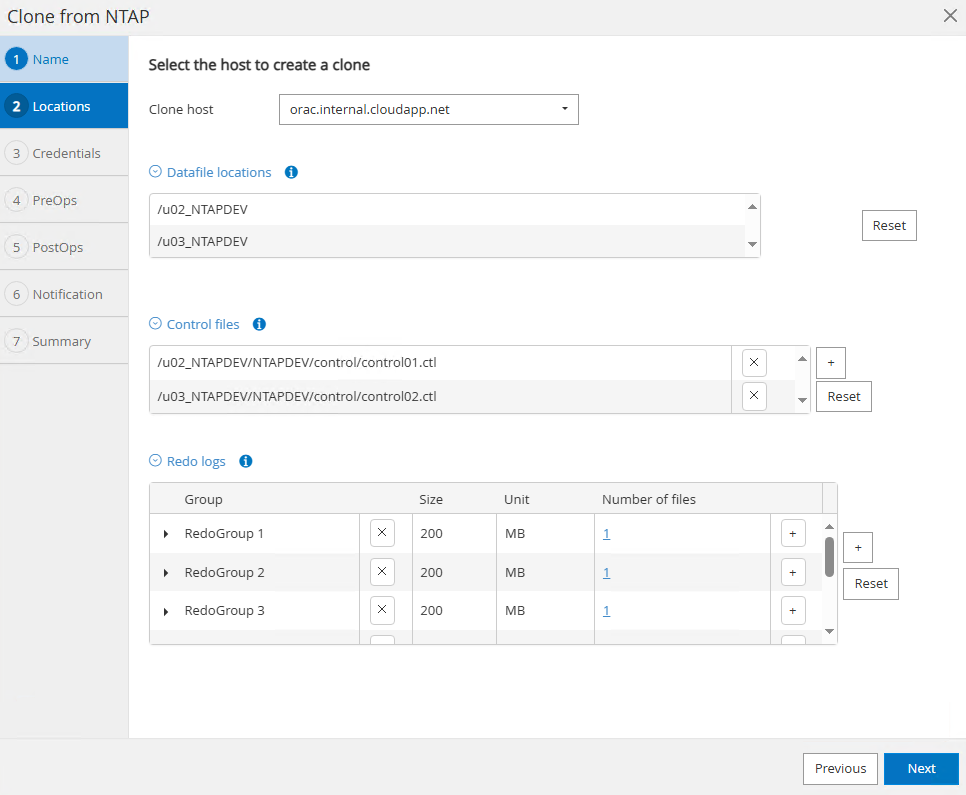 Clone from NTAP
1 Name
2 Locations
3 Credentials
4 PreOps
5 PostOps
6 Notification
7 Summary
Select the host to create a clone
Clone host orac.internal.cloudapp.net
Datafile locations
/u02_NTAPDEV
/u03_NTAPDEV
Reset
Control files
/u02_NTAPDEV/NTAPDEV/control/control01.ctl
/u03_NTAPDEV/NTAPDEV/control/control02.ctl
+
Reset
Redo logs
Group Size Unit Number of files
RedoGroup 1 200 MB 1 +
RedoGroup 2 200 MB 1 +
RedoGroup 3 200 MB 1 +
+
Reset
Previous Next